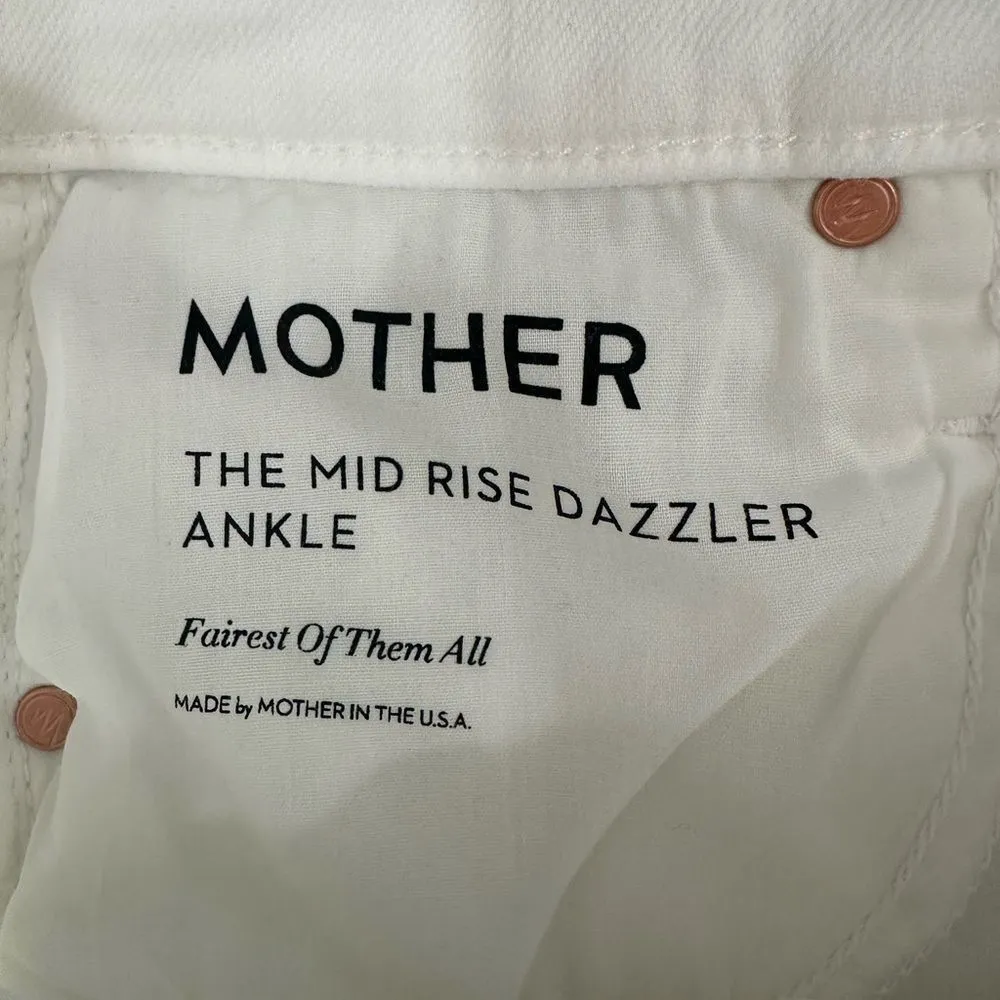 MOTHER
THE MID RISE DAZZLER
ANKLE
Fairest Of Them All
MADE by MOTHER IN THE U.S.A.